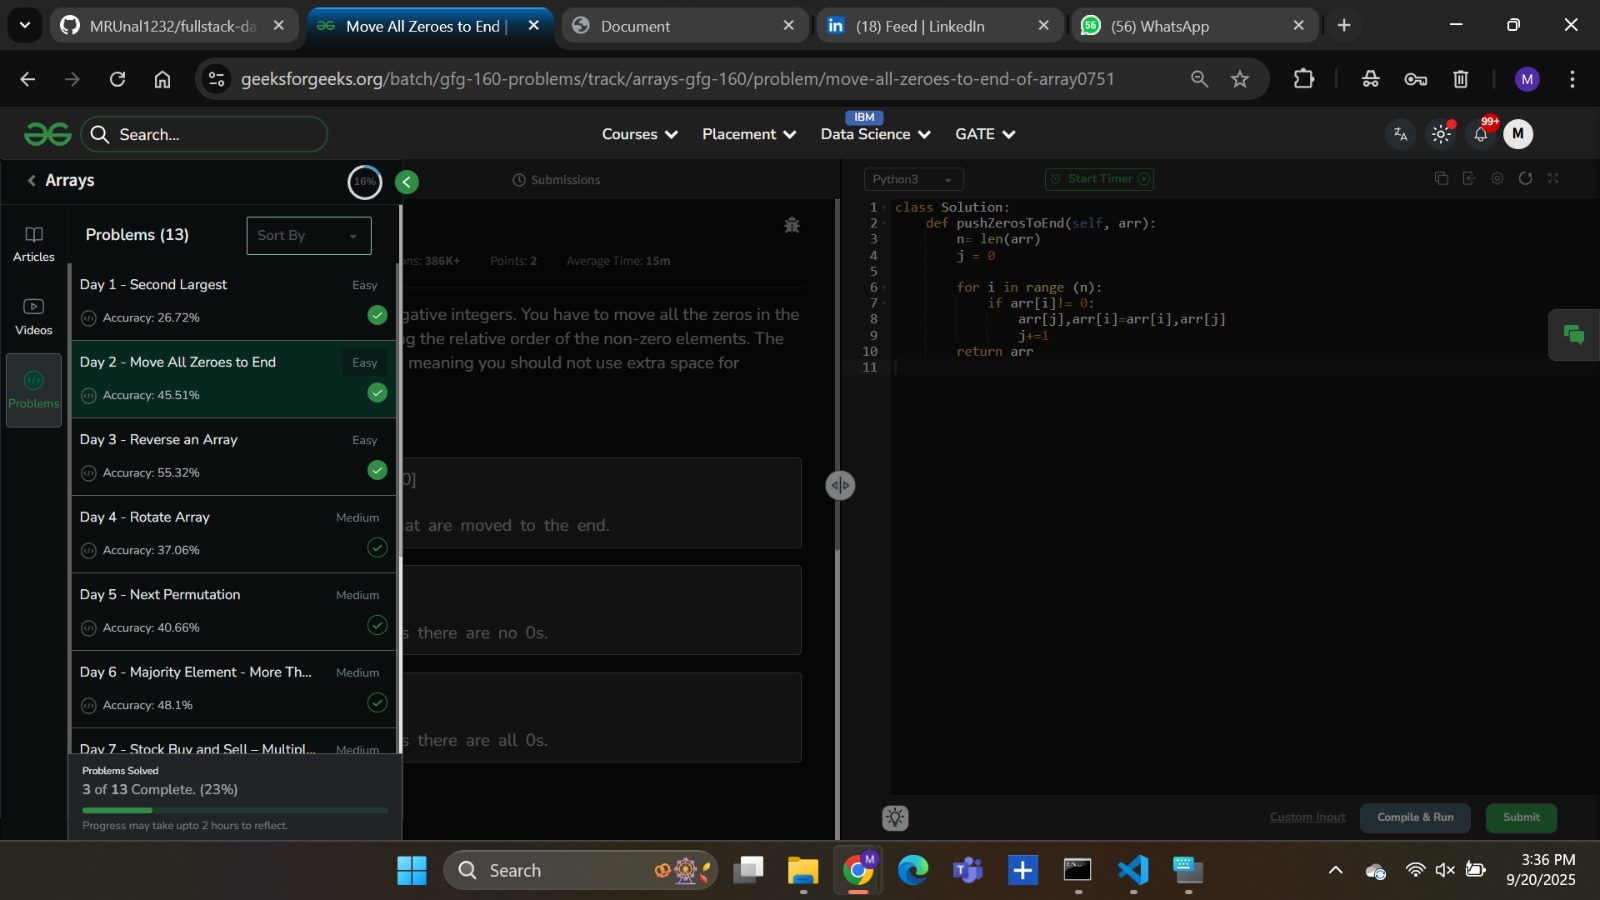 MRUnal1232/fullstack-da
Move All Zeroes to End |
Document
(18) Feed | LinkedIn
56
(56) WhatsApp
geeksforgeeks.org/batch/gfg-160-problems/track/arrays-gfg-160/problem/move-all-zeroes-to-end-of-array0751
M
Search...
Courses
Placement
IBM
Data Science
GATE
99+
M
Arrays
16%
Submissions
Python3
Start Timer
Articles
Videos
Problems
Problems (13)
Sort By
Day 1 - Second Largest
Easy
Accuracy: 26.72%
Day 2 - Move All Zeroes to End
Easy
Accuracy: 45.51%
Day 3 - Reverse an Array
Easy
Accuracy: 55.32%
Day 4 - Rotate Array
Medium
Accuracy: 37.06%
Day 5 - Next Permutation
Medium
Accuracy: 40.66%
Day 6 - Majority Element - More Th...
Medium
Accuracy: 48.1%
Day 7 - Stock Buy and Sell – Multipl...
Medium
Problems Solved
3 of 13 Complete. (23%)
Progress may take upto 2 hours to reflect.
ns: 386K+
Points: 2
Average Time: 15m
gative integers. You have to move all the zeros in the
g the relative order of the non-zero elements. The
meaning you should not use extra space for
0]
at are moved to the end.
s there are no 0s.
s there are all 0s.
1 class Solution:
2 def pushZerosToEnd(self, arr):
3 n= len(arr)
4 j = 0
5
6 for i in range (n):
7 if arr[i]!= 0:
8 arr[j],arr[i]=arr[i],arr[j]
9 j+=1
10 return arr
11
Custom Input
Compile & Run
Submit
Search
M
3:36 PM
9/20/2025